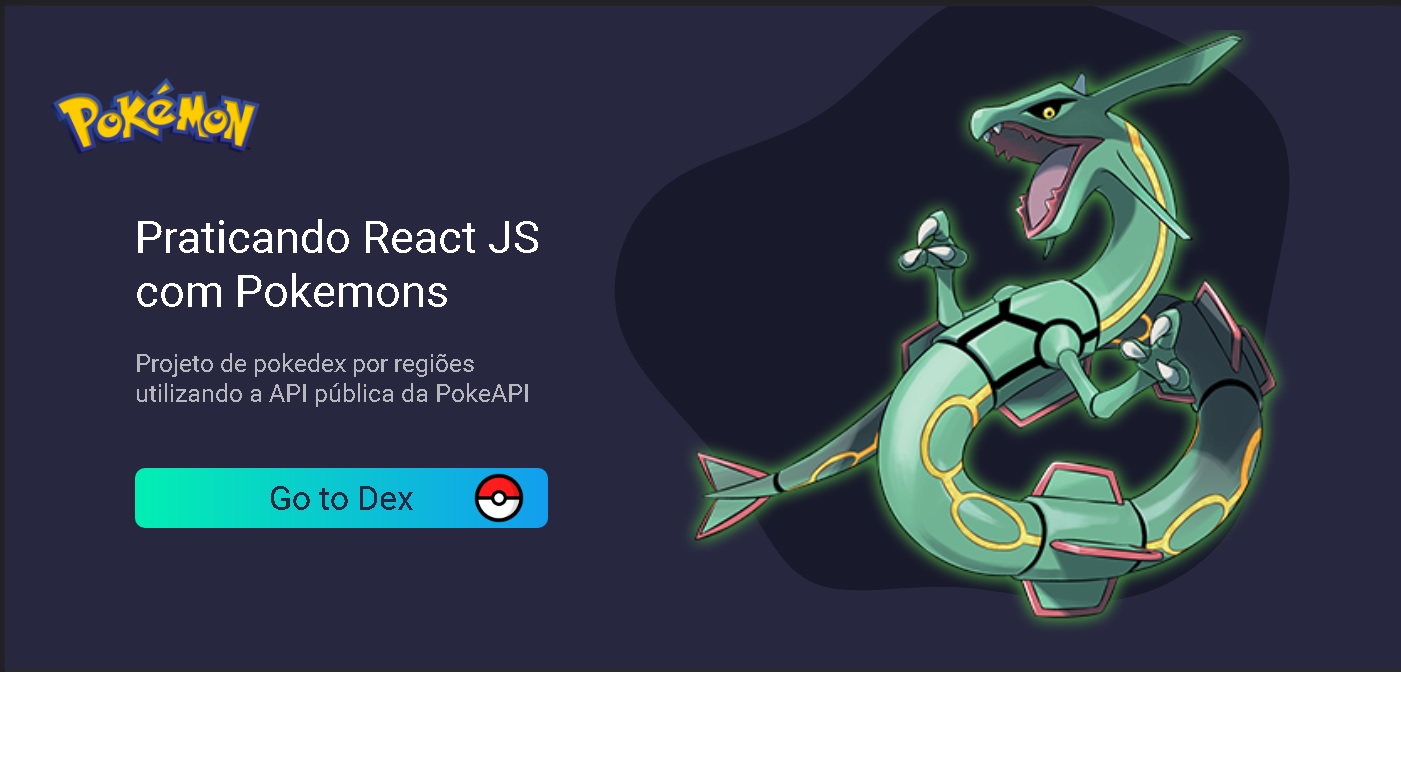 POKéMON
Praticando React JS
com Pokemons
Projeto de pokedex por regiões
utilizando a API pública da PokeAPI
Go to Dex